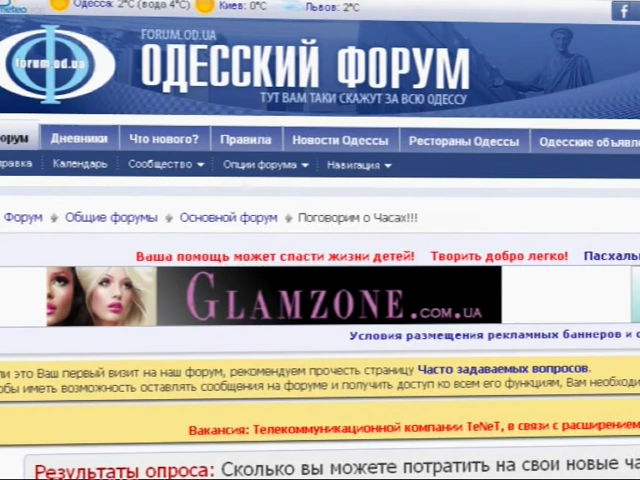 Одесса: 2°C (вода 4°C) Киев: 0°C Львов: 2°C
meteo
f
FORUM.OD.UA
forum.od.ua
ОДЕССКИЙ ФОРУМ
ТУТ ВАМ ТАКИ СКАЖУТ ЗА ВСЮ ОДЕССУ
орум Дневники Что нового? Правила Новости Одессы Рестораны Одессы Одесские объявле
правка Календарь Сообщество Опции форума Навигация
Форум Общие форумы Основной форум Поговорим о Часах!!!
Ваша помощь может спасти жизни детей! Творить добро легко! Пасхаль
GLAMZONE.COM.UA
Условия размещения рекламных баннеров и с
ли это Ваш первый визит на наш форум, рекомендуем прочесть страницу Часто задаваемых вопросов.
обы иметь возможность оставлять сообщения на форуме и получить доступ ко всем его функциям, Вам необходи
Вакансия: Телекоммуникационной компании TeNeT, в связи с расширением
Результаты опроса: Сколько вы можете потратить на свои новые ча